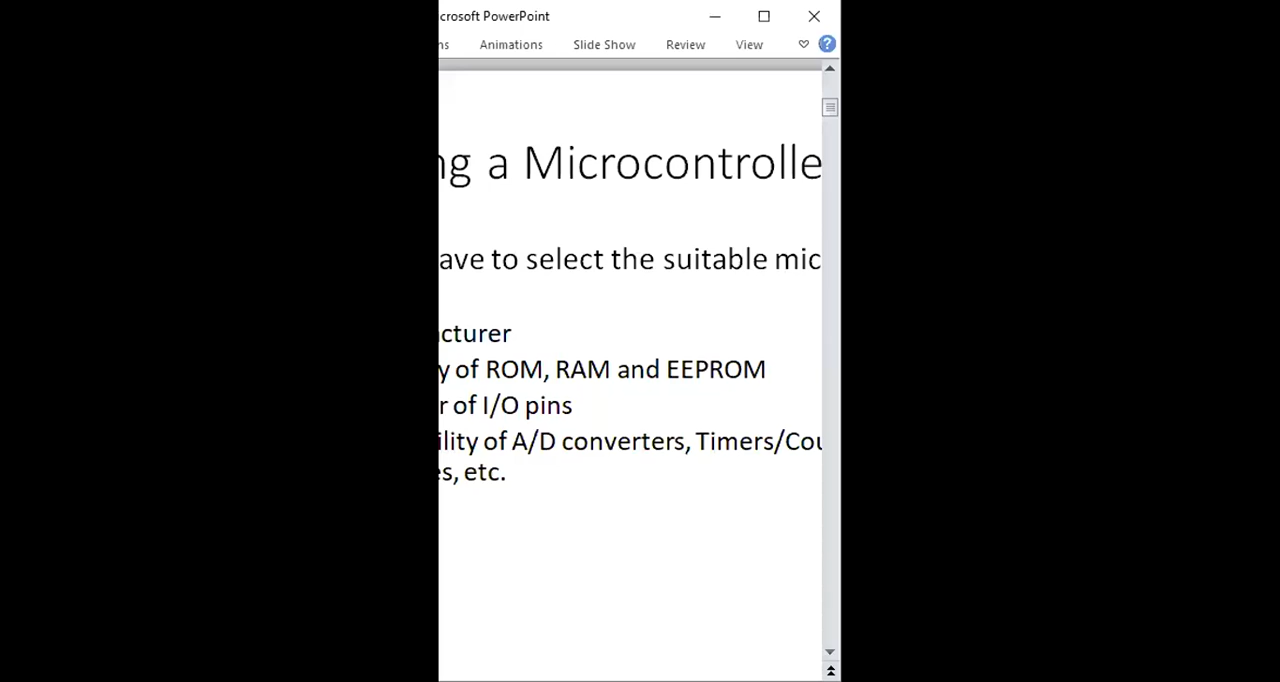 crosoft PowerPoint
ns Animations Slide Show Review View
ng a Microcontrolle
ave to select the suitable mic
cturer
y of ROM, RAM and EEPROM
r of I/O pins
ility of A/D converters, Timers/Cou
es, etc.